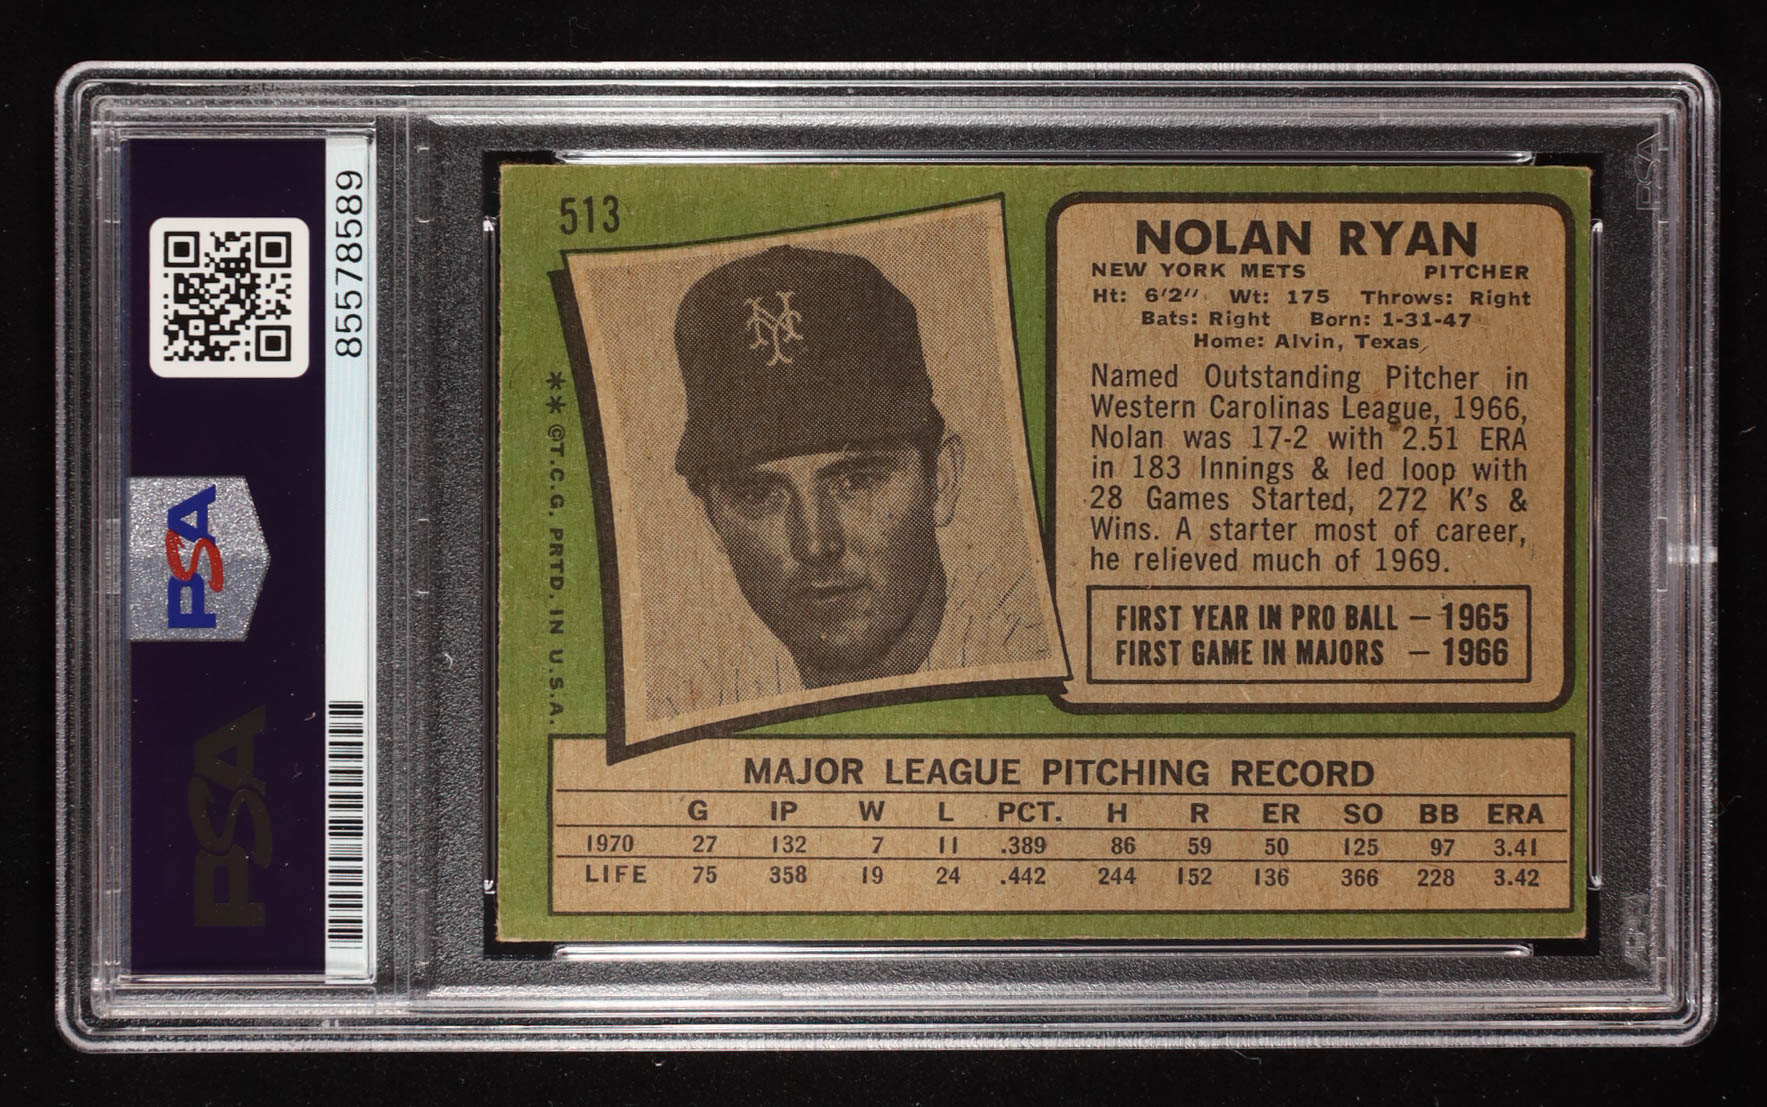 85578589
PSA
PSA
PSA
513
** ©T.C.G. PRTD. IN U.S.A.
NOLAN RYAN
NEW YORK METS PITCHER
Ht: 6'2" Wt: 175 Throws: Right
Bats: Right Born: 1-31-47
Home: Alvin, Texas
Named Outstanding Pitcher in
Western Carolinas League, 1966,
Nolan was 17-2 with 2.51 ERA
in 183 Innings & led loop with
28 Games Started, 272 K's &
Wins. A starter most of career,
he relieved much of 1969.
FIRST YEAR IN PRO BALL — 1965
FIRST GAME IN MAJORS — 1966
MAJOR LEAGUE PITCHING RECORD
G IP W L PCT. H R ER SO BB ERA
1970 27 132 7 11 .389 86 59 50 125 97 3.41
LIFE 75 358 19 24 .442 244 152 136 366 228 3.42